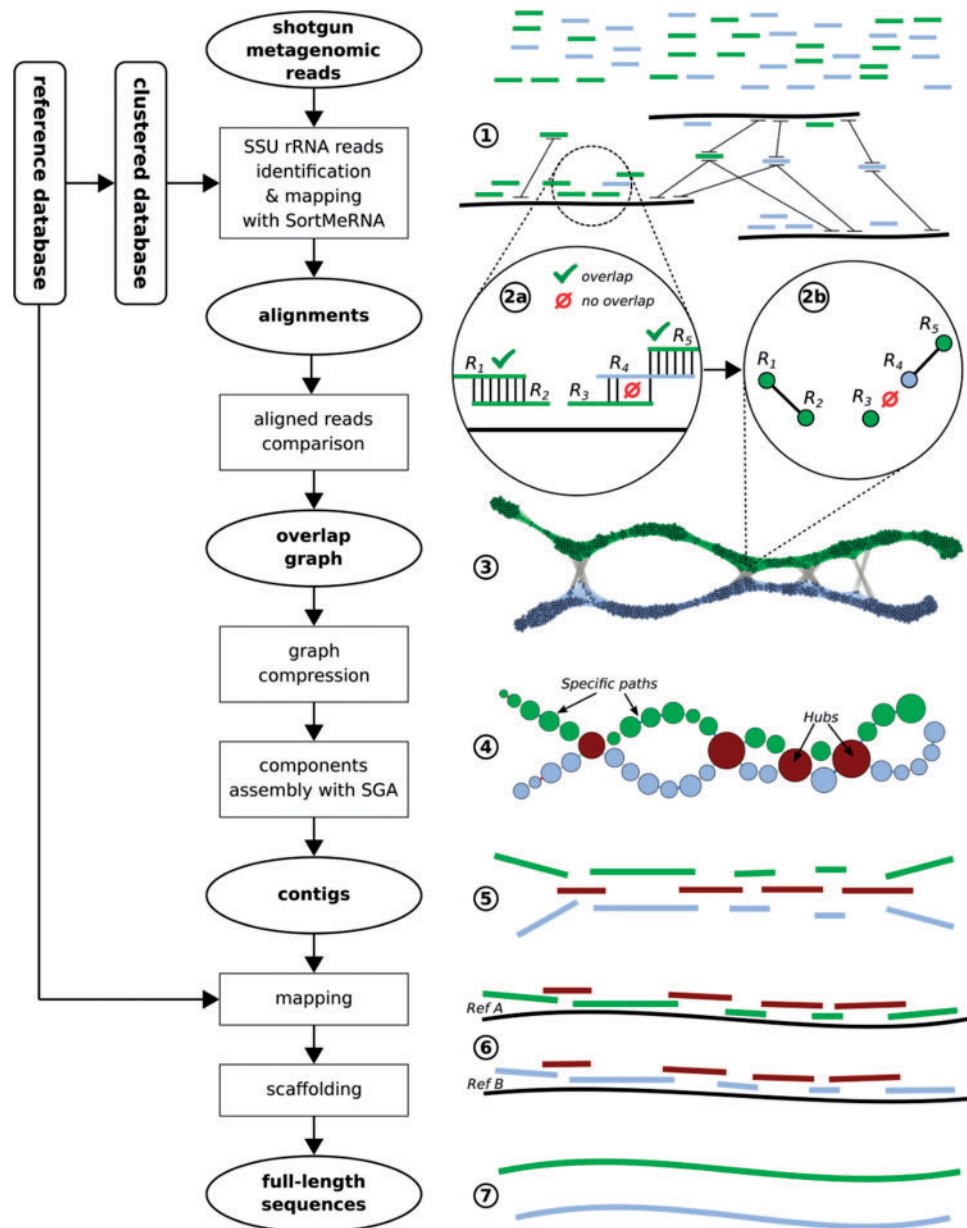 reference database
clustered database
shotgun
metagenomic
reads
SSU rRNA reads
identification
& mapping
with SortMeRNA
alignments
aligned reads
comparison
overlap
graph
graph
compression
components
assembly with SGA
contigs
mapping
scaffolding
full-length
sequences
1
2a
overlap
no overlap
R1
R2
R3
R4
R5
2b
R1
R2
R3
R4
R5
3
4
Specific paths
Hubs
5
6
Ref A
Ref B
7